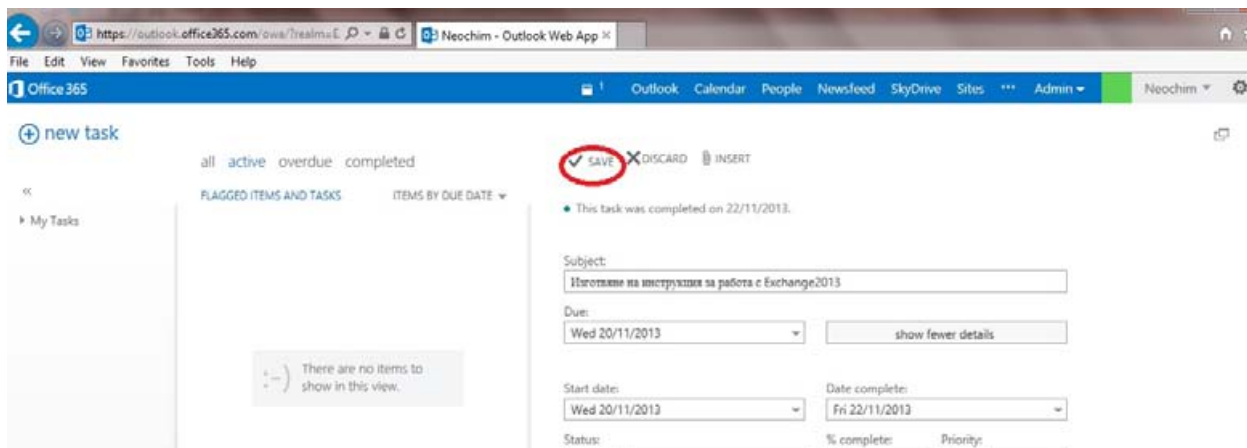 https://outlook.office365.com/owa/?realm=
Neochim - Outlook Web App
File Edit View Favorites Tools Help
Office 365
1 Outlook Calendar People Newsfeed SkyDrive Sites ••• Admin Neochim
new task
all active overdue completed
SAVE DISCARD INSERT
«
FLAGGED ITEMS AND TASKS ITEMS BY DUE DATE
This task was completed on 22/11/2013.
My Tasks
Subject:
Изготвяне на инструкция за работа с Exchange2013
Due:
Wed 20/11/2013 show fewer details
:-) There are no items to
show in this view.
Start date: Date complete:
Wed 20/11/2013 Fri 22/11/2013
Status: % complete: Priority: